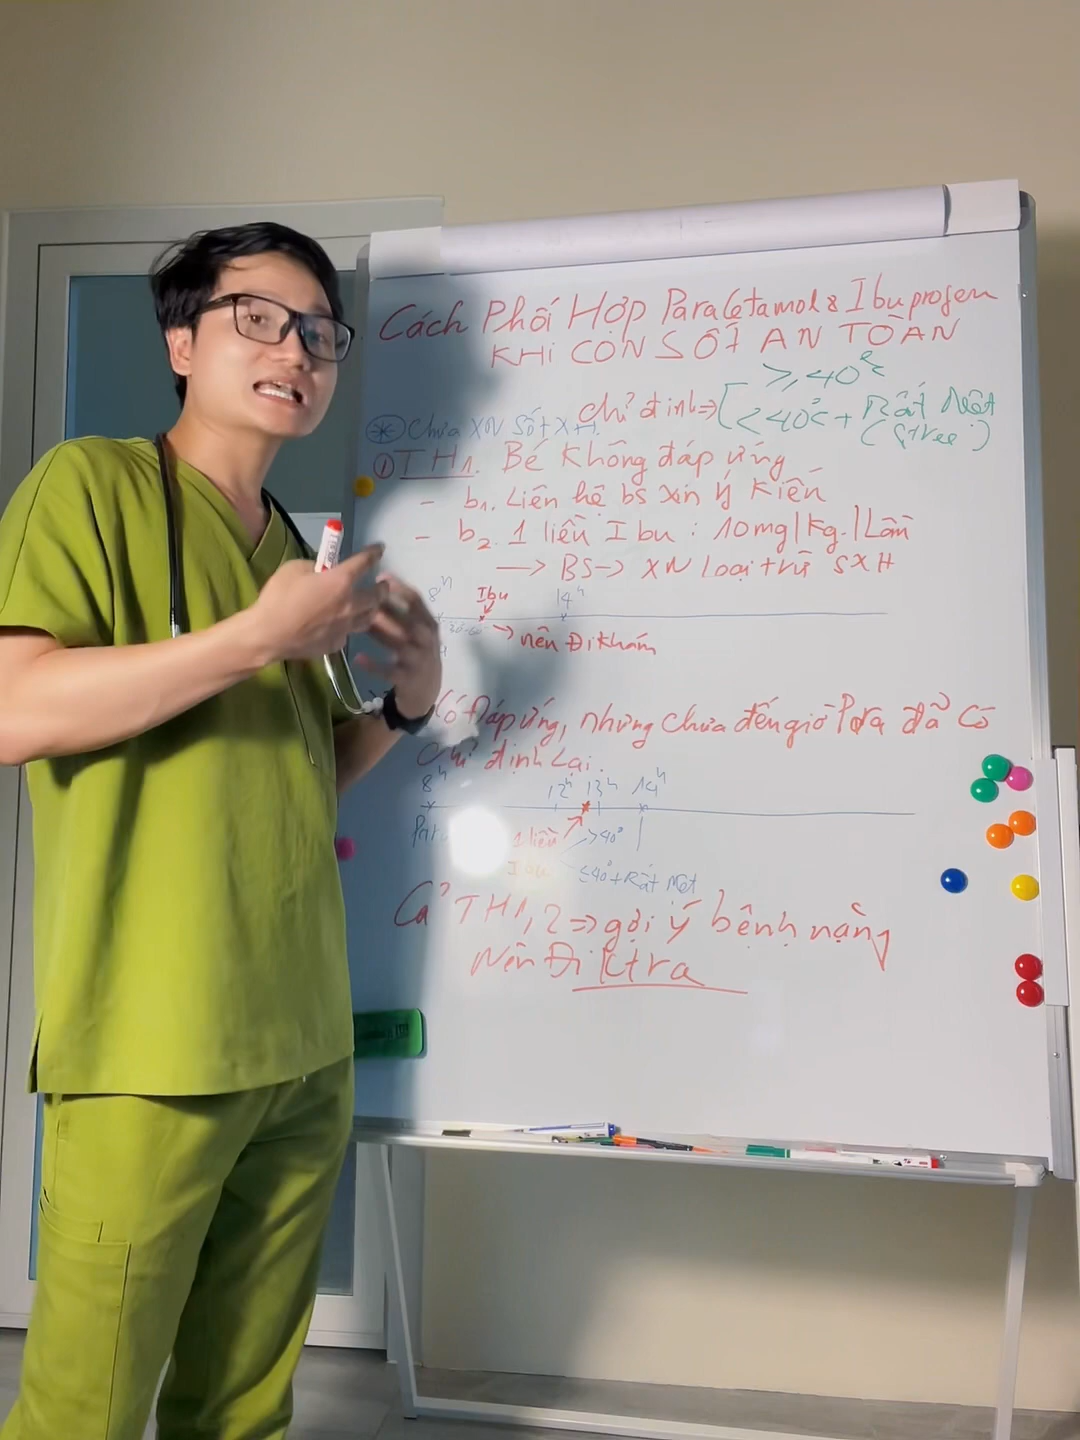 Cách Phối Hợp Paracetamol & Ibuprofen
KHI CON SỐT AN TOÀN
≥ 40°C
chỉ định => [ < 40°C + Rất Mệt
(Stree)
* Chưa XN Sốt XH.
① TH1. Bé không đáp ứng
- b1. Liên hệ bs xin ý kiến
- b2. 1 liều Ibu : 10mg/kg/Lần
→ BS → XN Loại trừ SXH
8h Ibu 14h
→ nên Đi khám
Có Đáp ứng, nhưng chưa đến giờ Para đã có
chỉ định Lại.
8h 12h 13h 14h
Para 1 liều >40°
Ibu ≤40° + Rất Mệt
Cả TH1,2 => gợi ý bệnh nặng
Nên Đi ktra